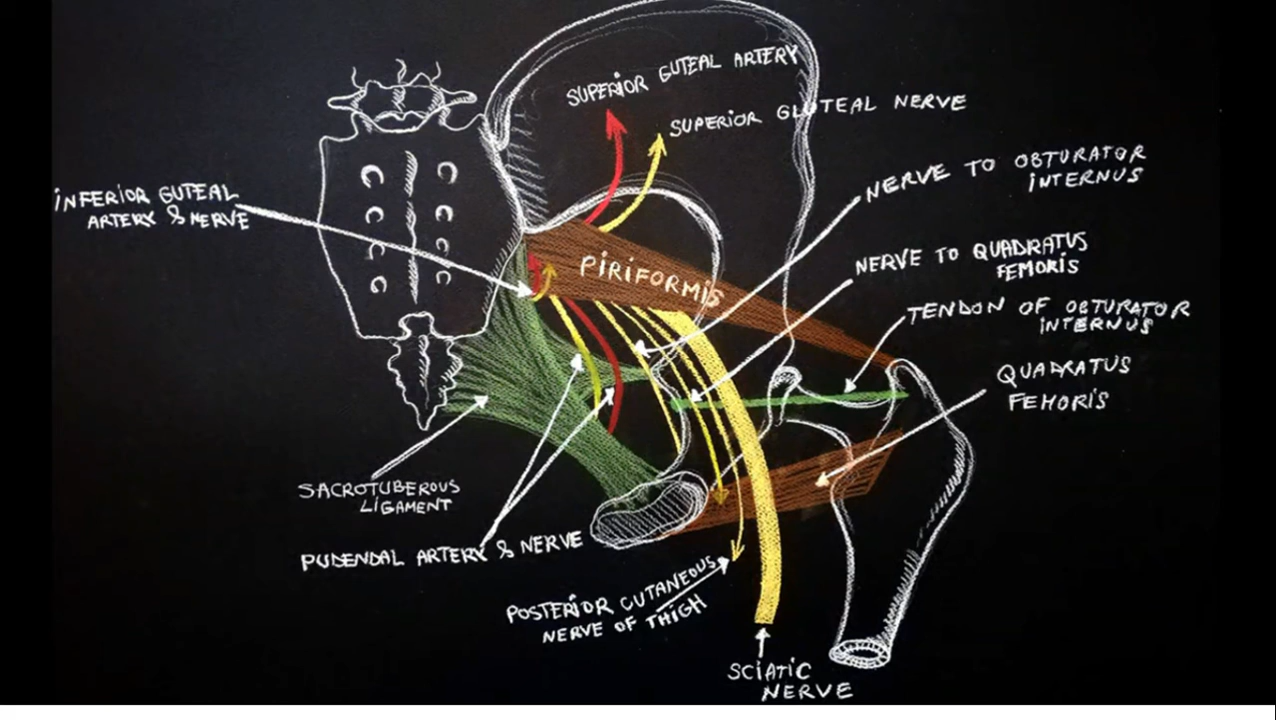 SUPERIOR GUTEAL ARTERY
SUPERIOR GLUTEAL NERVE
NERVE TO OBTURATOR
INTERNUS
INFERIOR GUTEAL
ARTERY & NERVE
PIRIFORMIS
NERVE TO QUADRATUS
FEMORIS
TENDON OF OBTURATOR
INTERNUS
QUADRATUS
FEMORIS
SACROTUBEROUS
LIGAMENT
PUDENDAL ARTERY & NERVE
POSTERIOR CUTANEOUS
NERVE OF THIGH
SCIATIC
NERVE